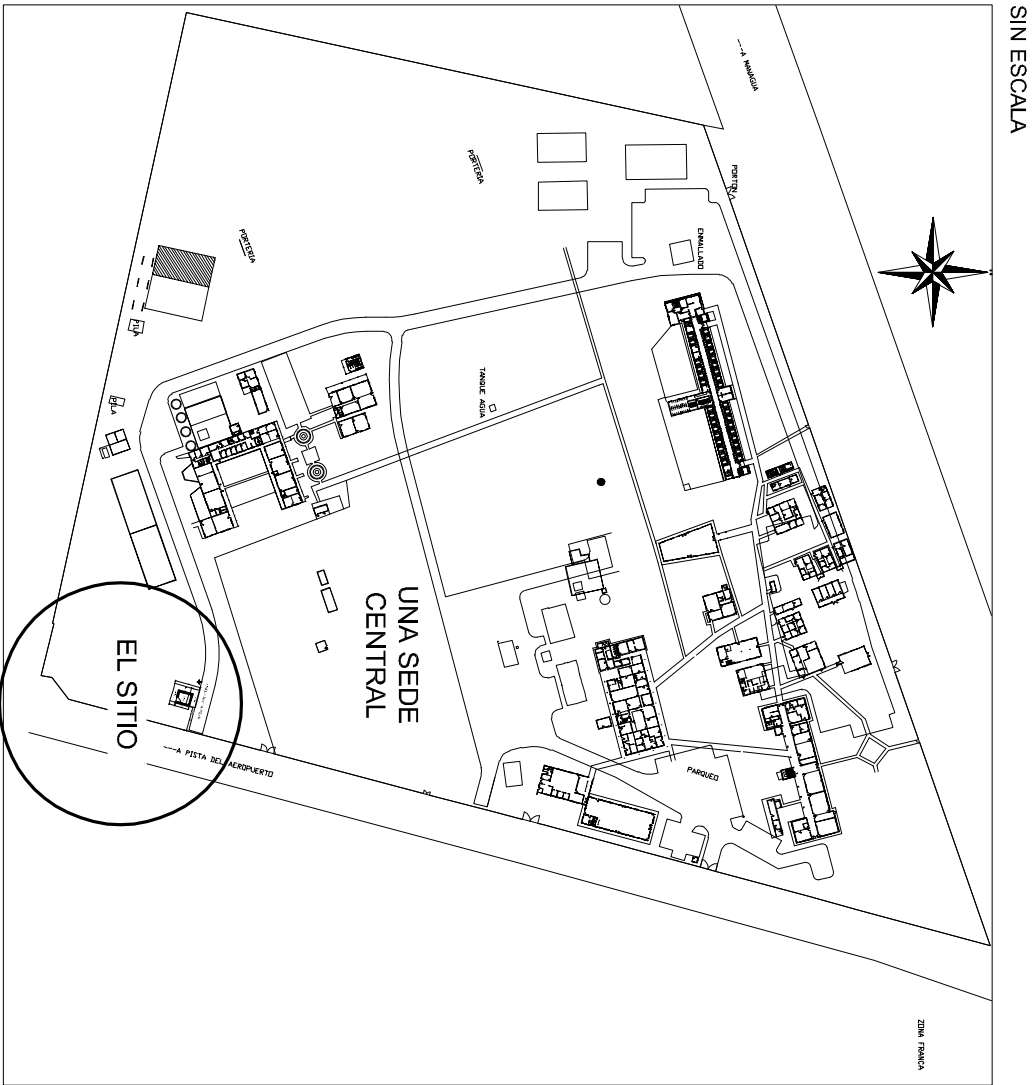 SIN ESCALA
---A MANAGUA
PORTON
PORTERIA
ENMALLADO
PORTERIA
PILA
TANQUE AGUA
PILA
UNA SEDE
CENTRAL
EL SITIO
---A PISTA DEL AEROPUERTO
PARQUEO
ZONA FRANCA